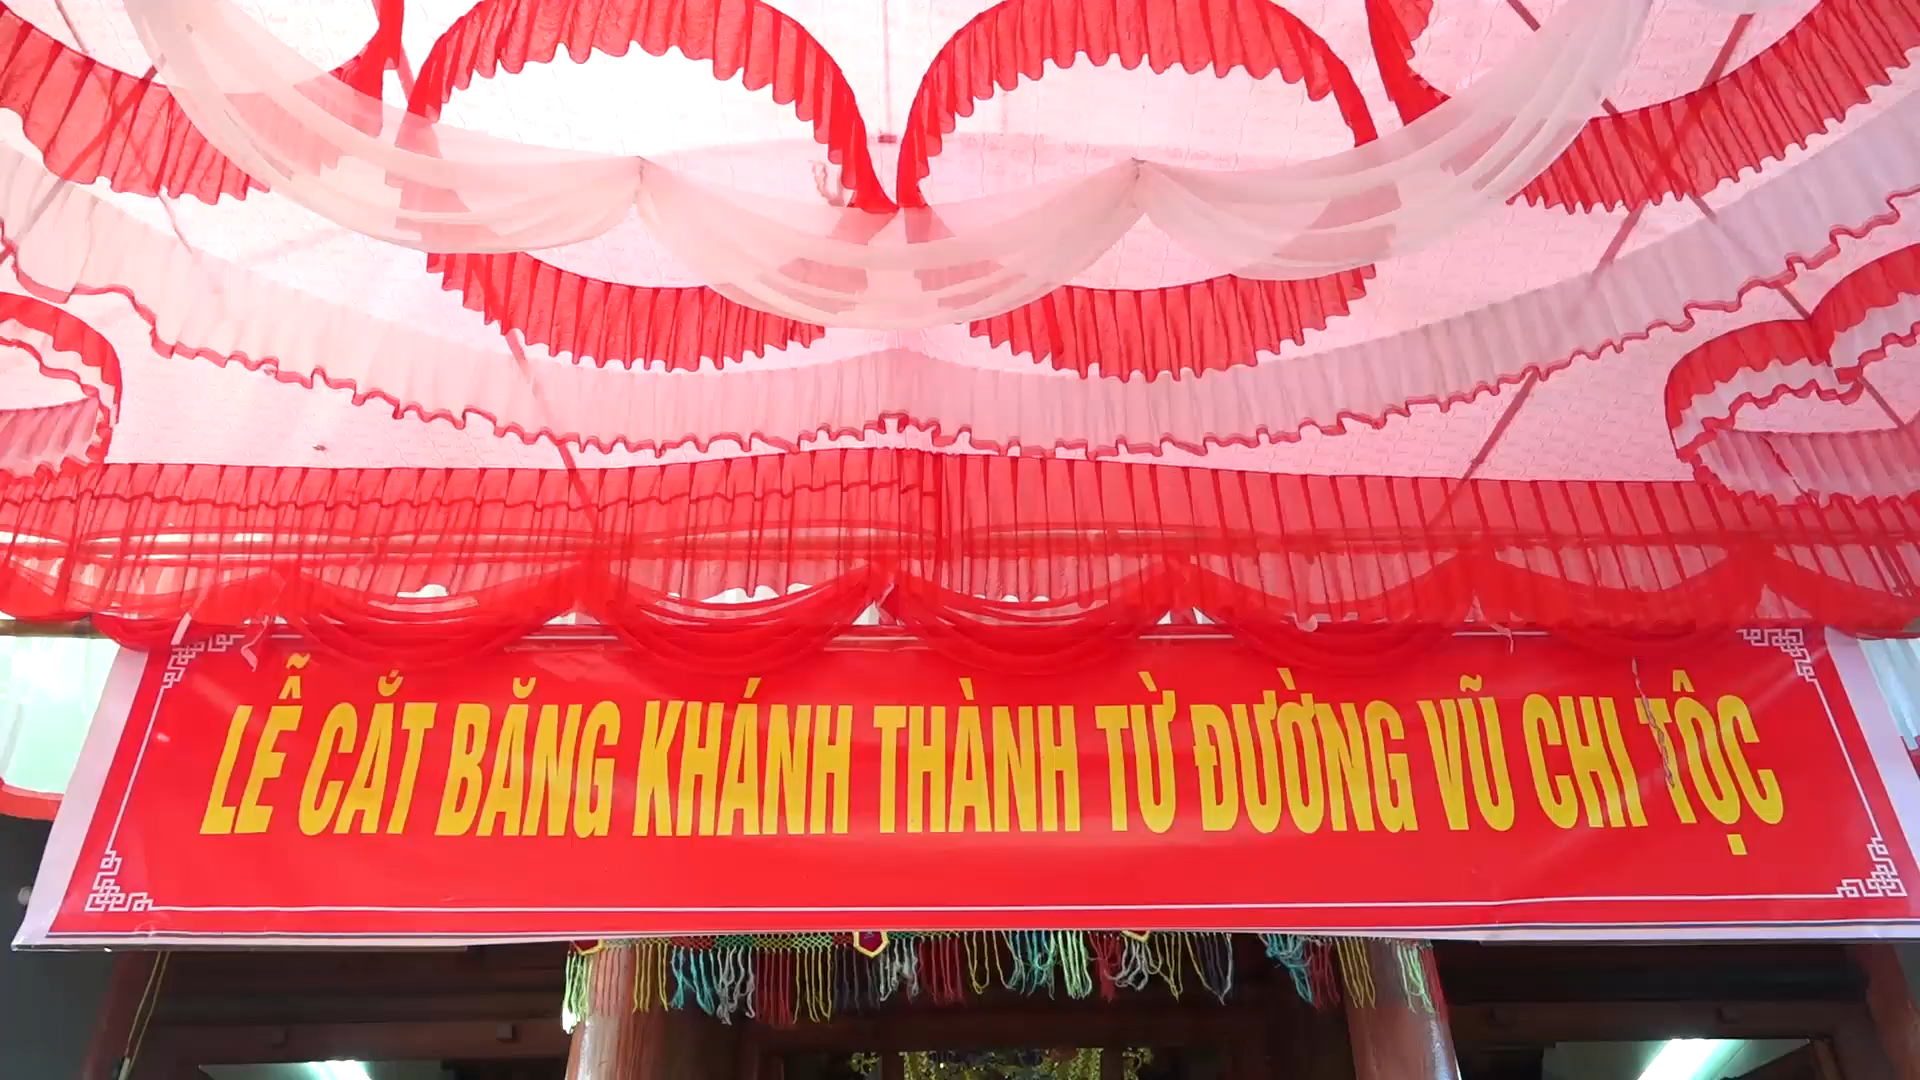 LỄ CẮT BĂNG KHÁNH THÀNH TỪ ĐƯỜNG VŨ CHI TỘC